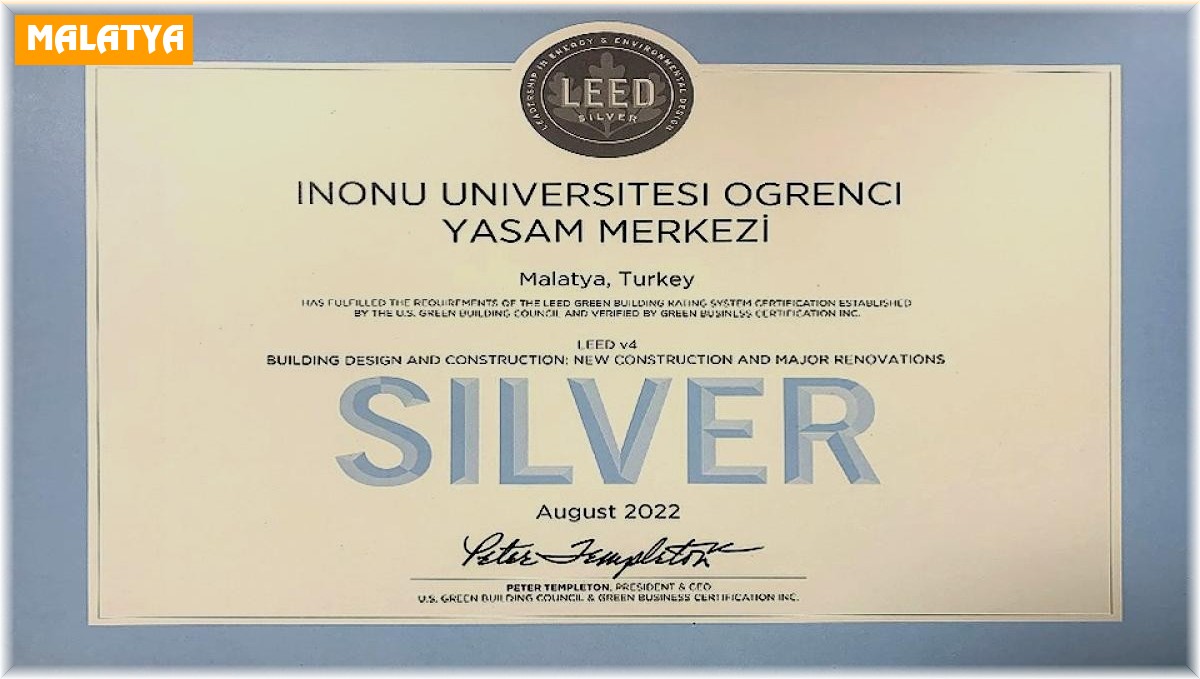 MALATYA
LEADERSHIP IN ENERGY & ENVIRONMENTAL DESIGN
LEED
SILVER
INONU UNIVERSITESI OGRENCI
YASAM MERKEZİ
Malatya, Turkey
HAS FULFILLED THE REQUIREMENTS OF THE LEED GREEN BUILDING RATING SYSTEM CERTIFICATION ESTABLISHED
BY THE U.S. GREEN BUILDING COUNCIL AND VERIFIED BY GREEN BUSINESS CERTIFICATION INC.
LEED v4
BUILDING DESIGN AND CONSTRUCTION: NEW CONSTRUCTION AND MAJOR RENOVATIONS
SILVER
August 2022
Peter Templeton
PETER TEMPLETON, PRESIDENT & CEO
U.S. GREEN BUILDING COUNCIL & GREEN BUSINESS CERTIFICATION INC.